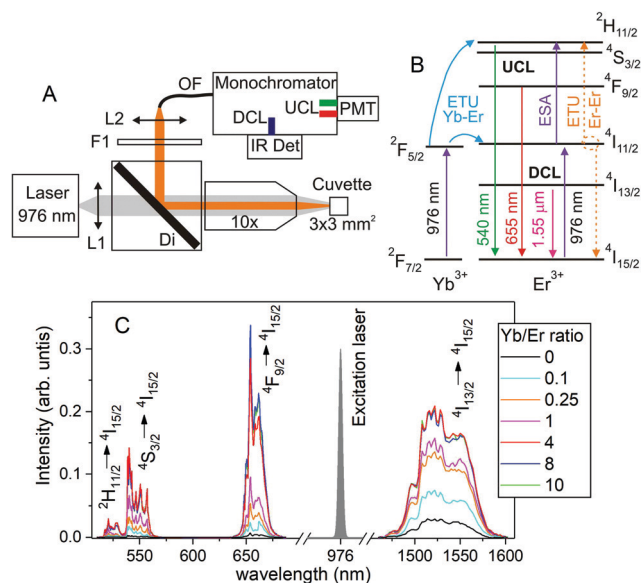 A
OF
Monochromator
L2
UCL
PMT
DCL
IR Det
F1
Laser
976 nm
L1
Di
10x
Cuvette
3x3 mm²
B
²H₁₁/₂
⁴S₃/₂
UCL
⁴F₉/₂
ETU
Yb-Er
ESA
ETU
Er-Er
²F₅/₂
⁴I₁₁/₂
DCL
⁴I₁₃/₂
976 nm
540 nm
655 nm
1.55 μm
976 nm
²F₇/₂
⁴I₁₅/₂
Yb³⁺
Er³⁺
C
Intensity (arb. untis)
0.3
0.2
0.1
0.0
²H₁₁/₂ → ⁴I₁₅/₂
⁴S₃/₂ → ⁴I₁₅/₂
⁴F₉/₂ → ⁴I₁₅/₂
Excitation laser
⁴I₁₃/₂ → ⁴I₁₅/₂
Yb/Er ratio
0
0.1
0.25
1
4
8
10
550
600
650
976
1500
1550
1600
wavelength (nm)